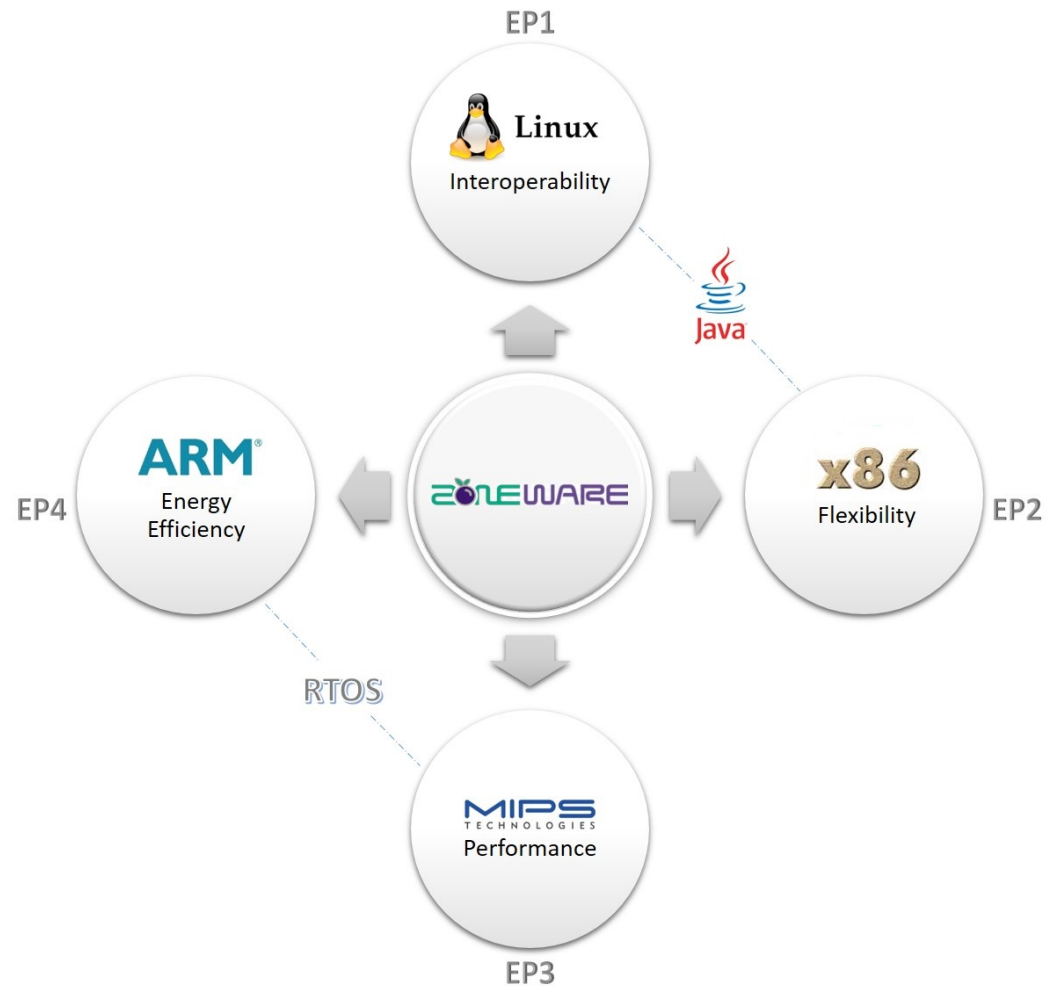 EP1
Linux
Interoperability
Java
ARM®
Energy
Efficiency
EP4
ZONEWARE
x86
Flexibility
EP2
RTOS
MIPS
TECHNOLOGIES
Performance
EP3